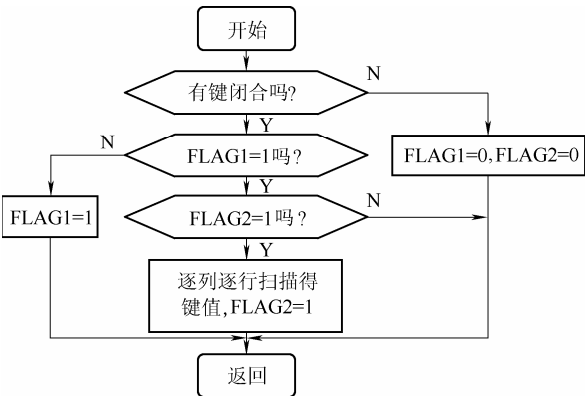 开始
N
有键闭合吗?
Y
N
FLAG1=1吗?
FLAG1=0,FLAG2=0
Y
N
FLAG1=1
FLAG2=1吗?
Y
逐列逐行扫描得
键值,FLAG2=1
返回